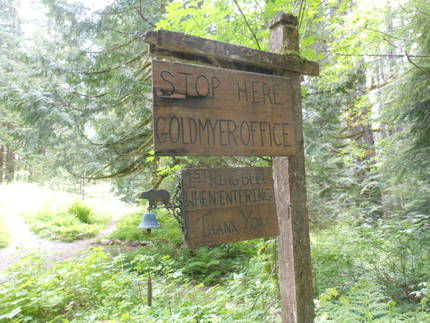 STOP HERE
GOLDMYER OFFICE
1ST RING BELL
WHEN ENTERING
THANK YOU!